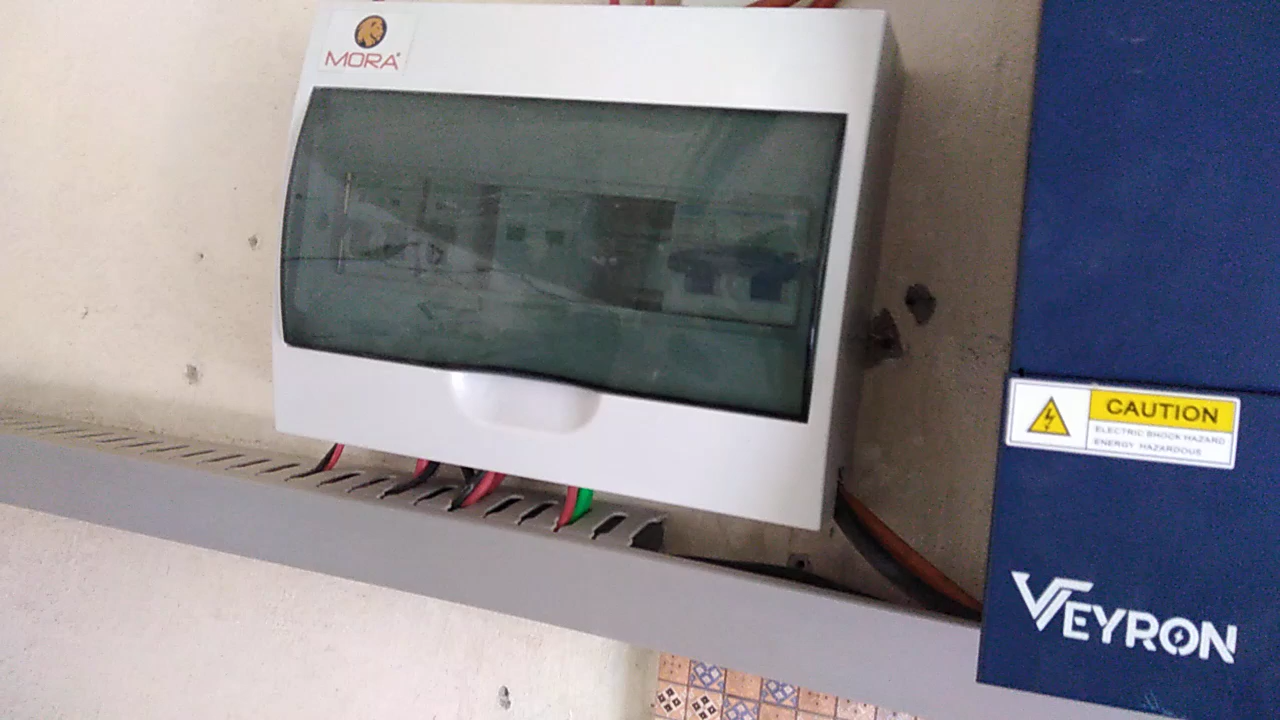 MORA®
CAUTION
ELECTRIC SHOCK HAZARD
ENERGY HAZARDOUS
VEYRON